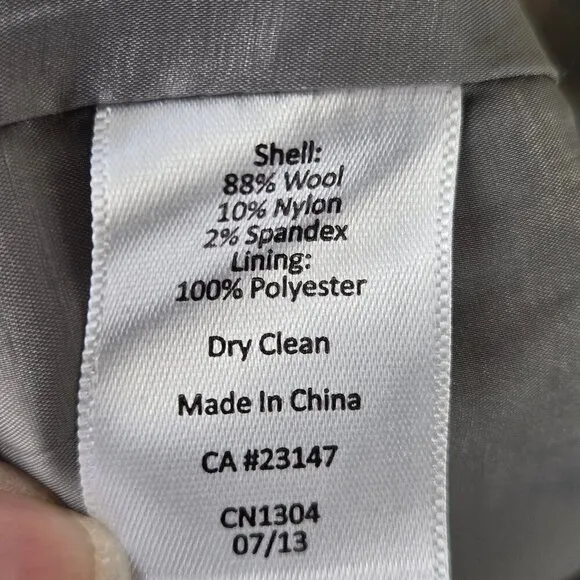 Shell:
88% Wool
10% Nylon
2% Spandex
Lining:
100% Polyester
Dry Clean
Made In China
CA #23147
CN1304
07/13